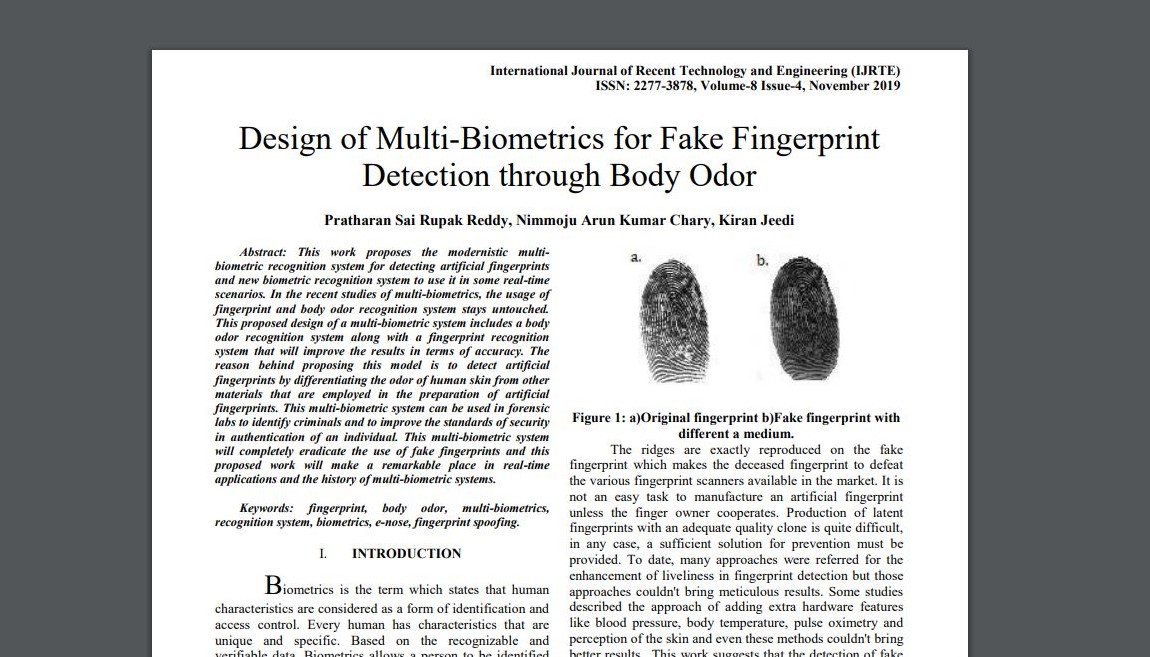 International Journal of Recent Technology and Engineering (IJRTE)
ISSN: 2277-3878, Volume-8 Issue-4, November 2019
Design of Multi-Biometrics for Fake Fingerprint
Detection through Body Odor
Pratharan Sai Rupak Reddy, Nimmoju Arun Kumar Chary, Kiran Jeedi
Abstract: This work proposes the modernistic multi-
biometric recognition system for detecting artificial fingerprints
and new biometric recognition system to use it in some real-time
scenarios. In the recent studies of multi-biometrics, the usage of
fingerprint and body odor recognition system stays untouched.
This proposed design of a multi-biometric system includes a body
odor recognition system along with a fingerprint recognition
system that will improve the results in terms of accuracy. The
reason behind proposing this model is to detect artificial
fingerprints by differentiating the odor of human skin from other
materials that are employed in the preparation of artificial
fingerprints. This multi-biometric system can be used in forensic
labs to identify criminals and to improve the standards of security
in authentication of an individual. This multi-biometric system
will completely eradicate the use of fake fingerprints and this
proposed work will make a remarkable place in real-time
applications and the history of multi-biometric systems.
Keywords: fingerprint, body odor, multi-biometrics,
recognition system, biometrics, e-nose, fingerprint spoofing.
I. INTRODUCTION
Biometrics is the term which states that human
characteristics are considered as a form of identification and
access control. Every human has characteristics that are
unique and specific. Based on the recognizable and
verifiable data, Biometrics allows a person to be identified
a.
b.
Figure 1: a)Original fingerprint b)Fake fingerprint with
different a medium.
The ridges are exactly reproduced on the fake
fingerprint which makes the deceased fingerprint to defeat
the various fingerprint scanners available in the market. It is
not an easy task to manufacture an artificial fingerprint
unless the finger owner cooperates. Production of latent
fingerprints with an adequate quality clone is quite difficult,
in any case, a sufficient solution for prevention must be
provided. To date, many approaches were referred for the
enhancement of liveliness in fingerprint detection but those
approaches couldn't bring meticulous results. Some studies
described the approach of adding extra hardware features
like blood pressure, body temperature, pulse oximetry and
perception of the skin and even these methods couldn't bring
better results. This work suggests that the detection of fake